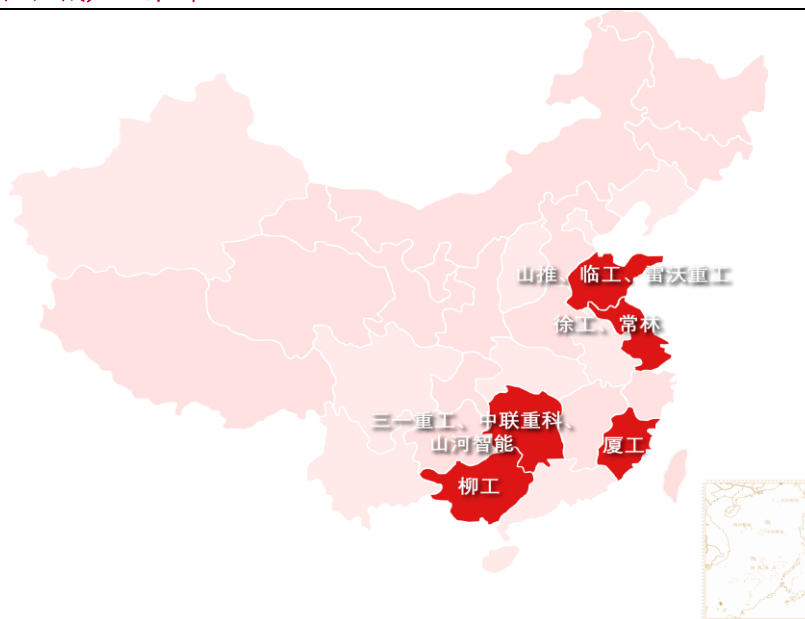 山推、临工、雷沃重工
徐工、常林
三一重工、中联重科、
山河智能
厦工
柳工